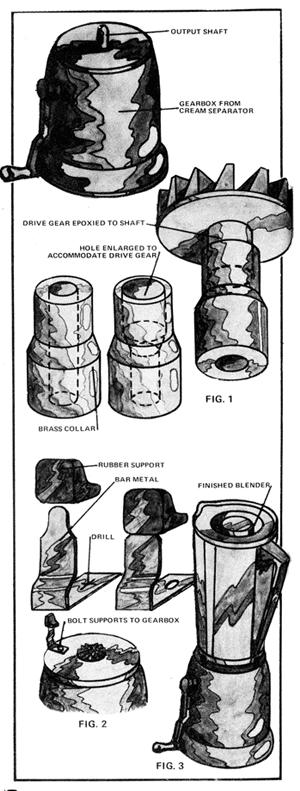 OUTPUT SHAFT
GEARBOX FROM
CREAM SEPARATOR
DRIVE GEAR EPOXIED TO SHAFT
HOLE ENLARGED TO
ACCOMMODATE DRIVE GEAR
FIG. 1
BRASS COLLAR
RUBBER SUPPORT
BAR METAL
FINISHED BLENDER
DRILL
BOLT SUPPORTS TO GEARBOX
FIG. 2
FIG. 3